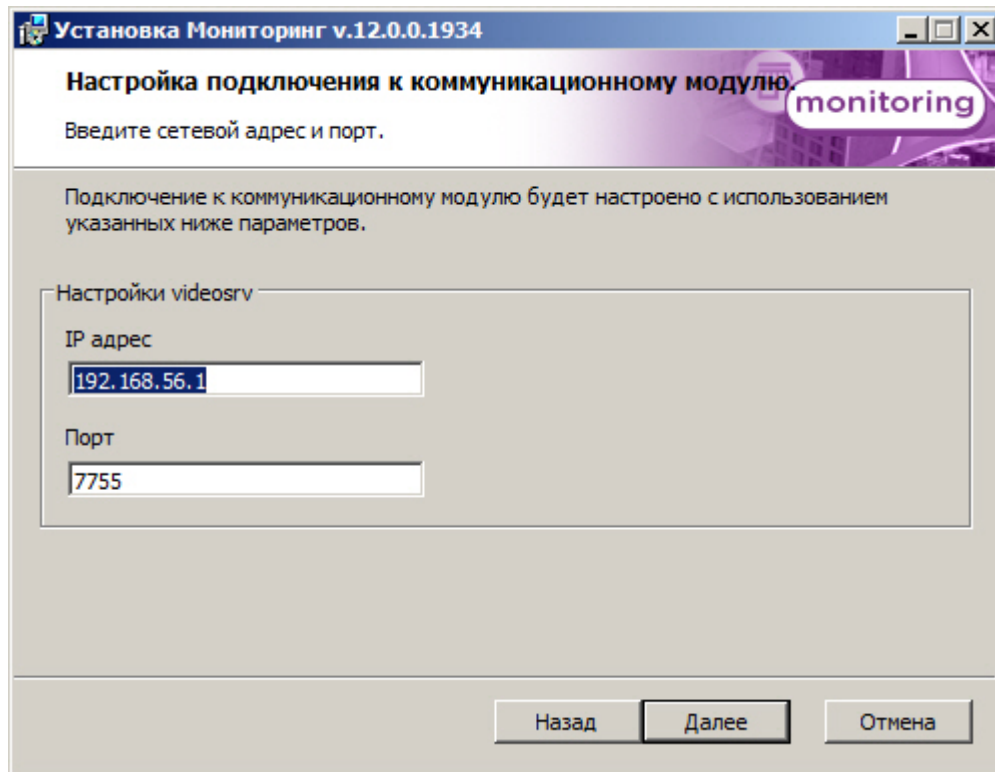 Установка Мониторинг v.12.0.0.1934
Настройка подключения к коммуникационному модулю.
monitoring
Введите сетевой адрес и порт.
Подключение к коммуникационному модулю будет настроено с использованием
указанных ниже параметров.
Настройки videosrv
IP адрес
192.168.56.1
Порт
7755
Назад Далее Отмена